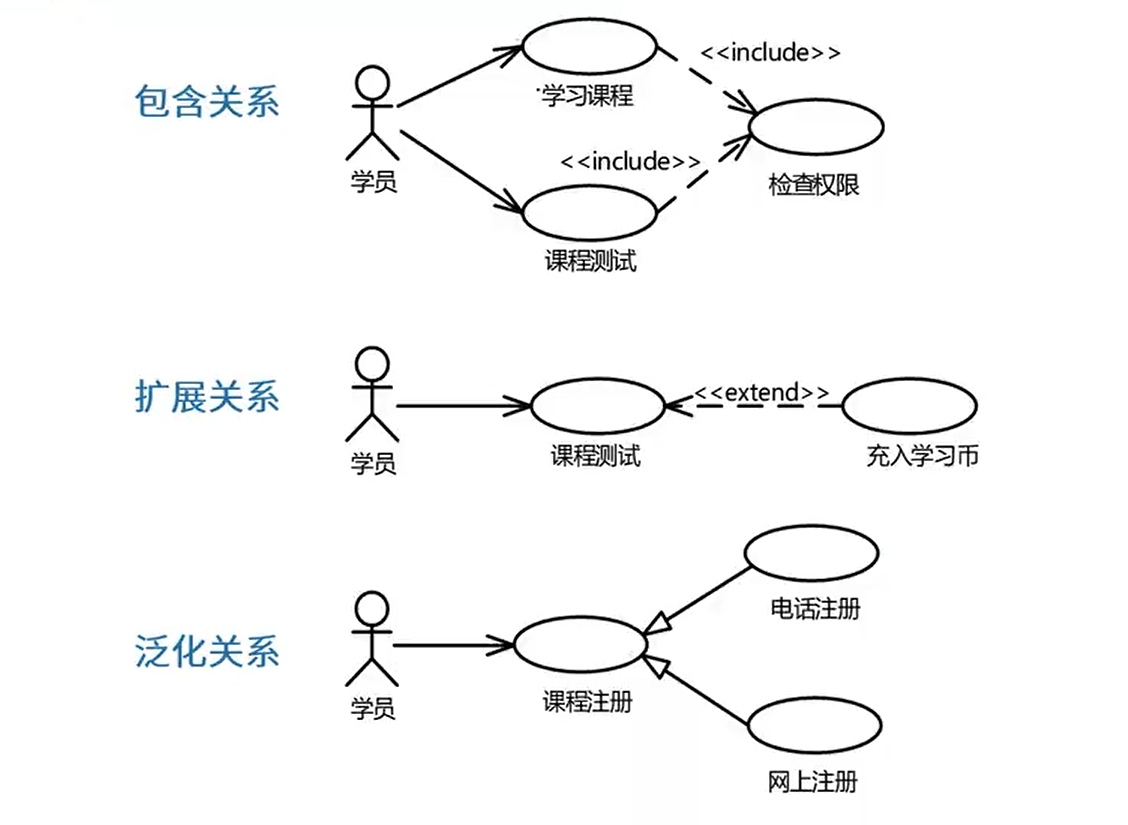 包含关系
学员
学习课程
<<include>>
检查权限
<<include>>
课程测试
扩展关系
学员
课程测试
<<extend>>
充入学习币
泛化关系
学员
课程注册
电话注册
网上注册